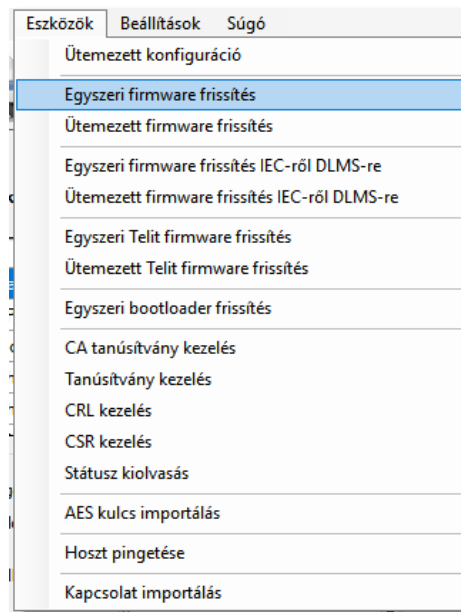 Eszközök Beállítások Súgó
Ütemezett konfiguráció
Egyszeri firmware frissítés
Ütemezett firmware frissítés
Egyszeri firmware frissítés IEC-ről DLMS-re
Ütemezett firmware frissítés IEC-ről DLMS-re
Egyszeri Telit firmware frissítés
Ütemezett Telit firmware frissítés
Egyszeri bootloader frissítés
CA tanúsítvány kezelés
Tanúsítvány kezelés
CRL kezelés
CSR kezelés
Státusz kiolvasás
AES kulcs importálás
Hoszt pingetése
Kapcsolat importálás